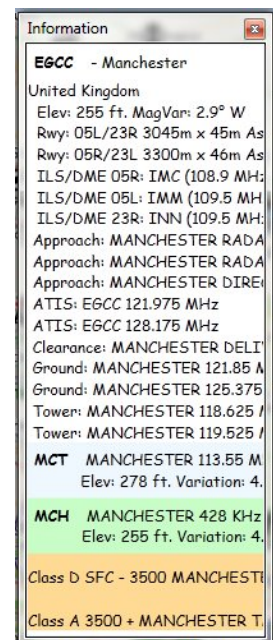 Information
EGCC - Manchester
United Kingdom
Elev: 255 ft. MagVar: 2.9° W
Rwy: 05L/23R 3045m x 45m As
Rwy: 05R/23L 3300m x 46m As
ILS/DME 05R: IMC (108.9 MHz
ILS/DME 05L: IMM (109.5 MH
ILS/DME 23R: INN (109.5 MHz
Approach: MANCHESTER RADA
Approach: MANCHESTER RADA
Approach: MANCHESTER DIRE
ATIS: EGCC 121.975 MHz
ATIS: EGCC 128.175 MHz
Clearance: MANCHESTER DELI
Ground: MANCHESTER 121.85 M
Ground: MANCHESTER 125.375
Tower: MANCHESTER 118.625
Tower: MANCHESTER 119.525
MCT MANCHESTER 113.55 M
Elev: 278 ft. Variation: 4.
MCH MANCHESTER 428 KHz
Elev: 255 ft. Variation: 4.
Class D SFC - 3500 MANCHESTE
Class A 3500 + MANCHESTER T